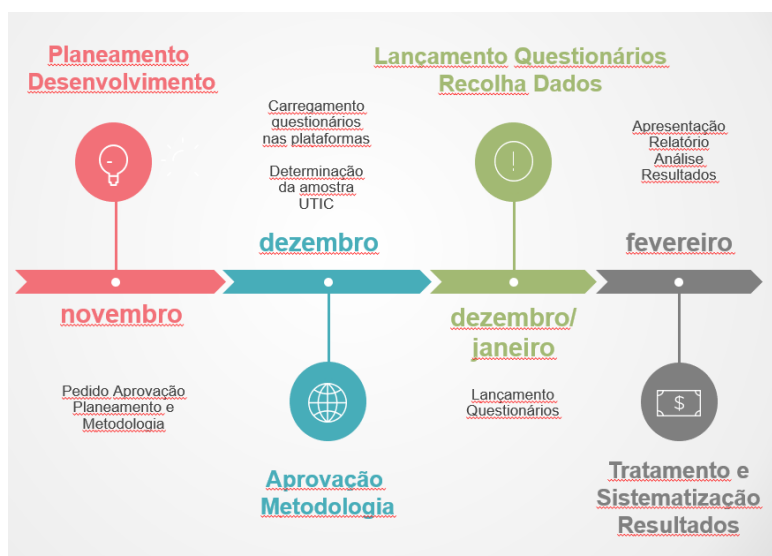 Planeamento
Desenvolvimento
novembro
Pedido Aprovação
Planeamento e
Metodologia
Carregamento
questionários
nas plataformas
Determinação
da amostra
UTIC
dezembro
Aprovação
Metodologia
Lançamento Questionários
Recolha Dados
dezembro/
janeiro
Lançamento
Questionários
Apresentação
Relatório
Análise
Resultados
fevereiro
$
Tratamento e
Sistematização
Resultados